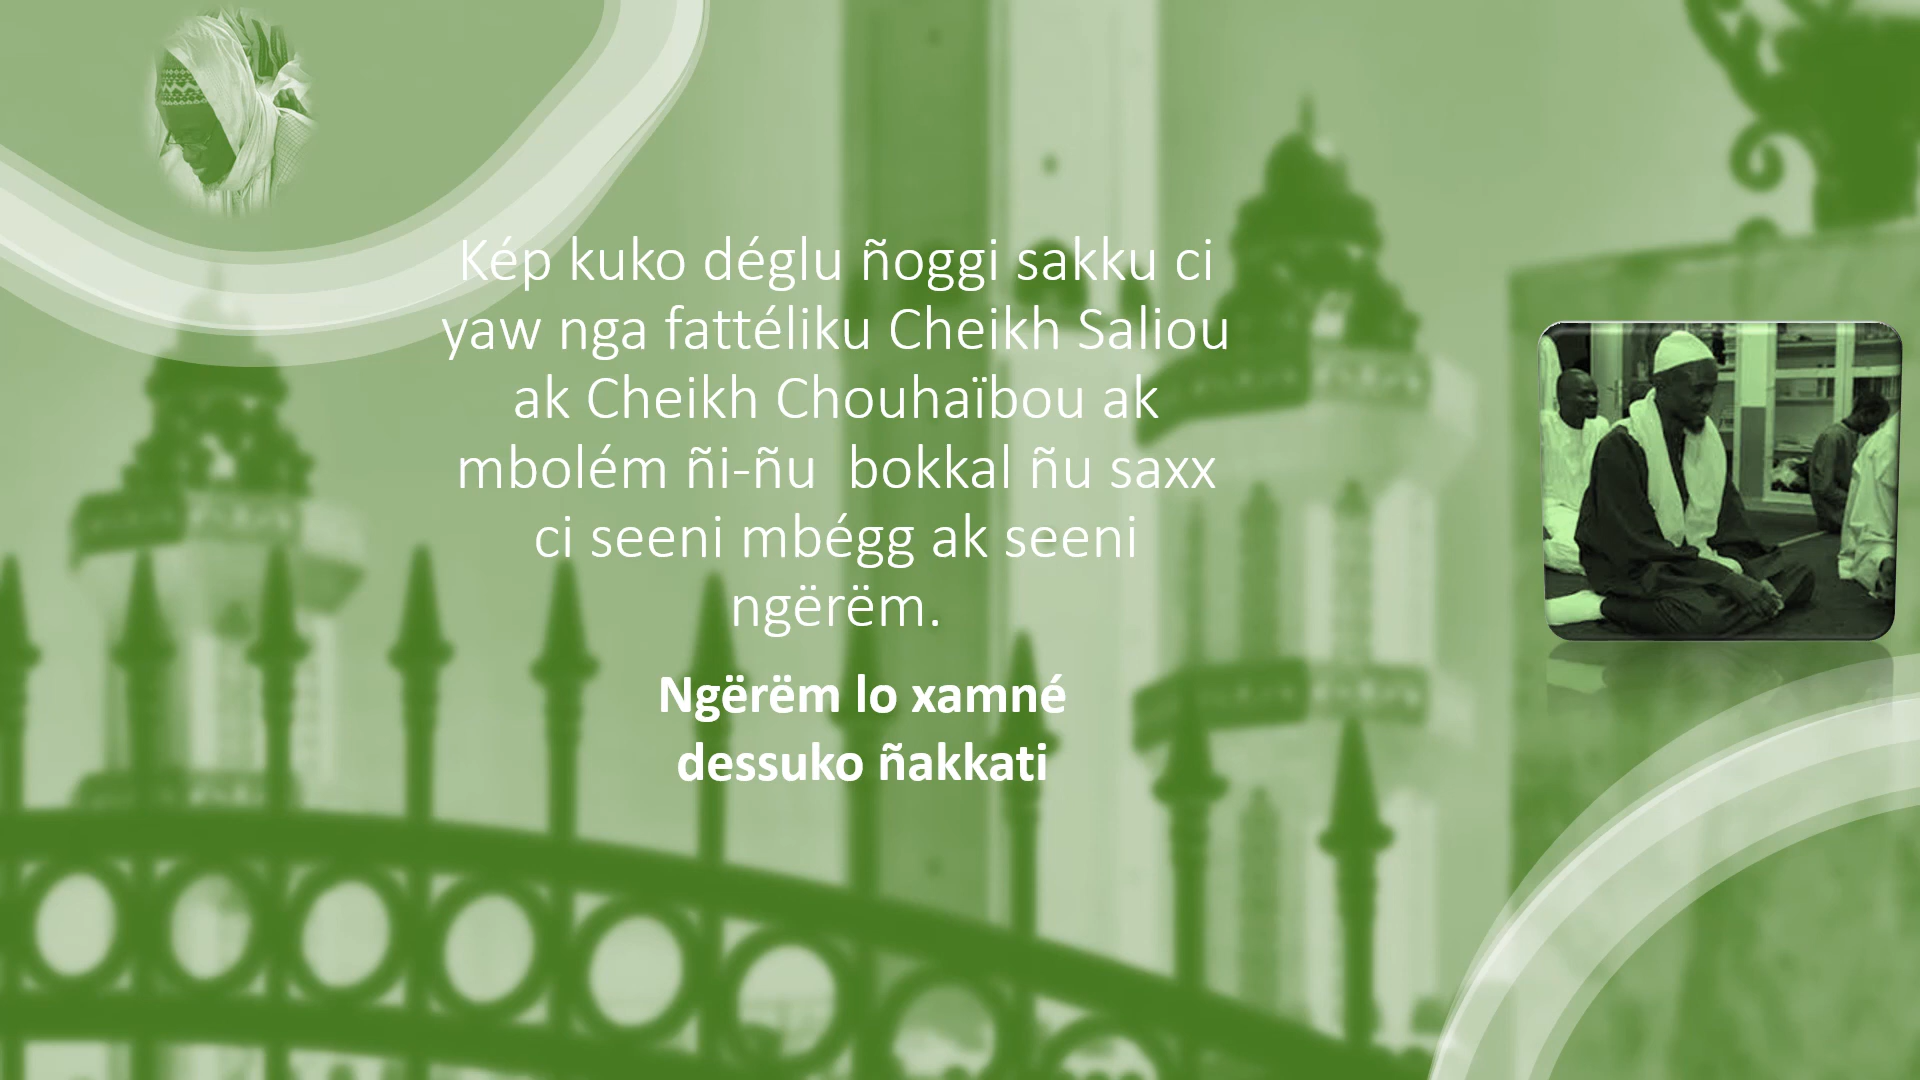 Kép kuko déglu ñoggi sakku ci
yaw nga fattéliku Cheikh Saliou
ak Cheikh Chouhaïbou ak
mbolém ñi-ñu  bokkal ñu saxx
ci seeni mbégg ak seeni
ngërëm.
Ngërëm lo xamné
dessuko ñakkati